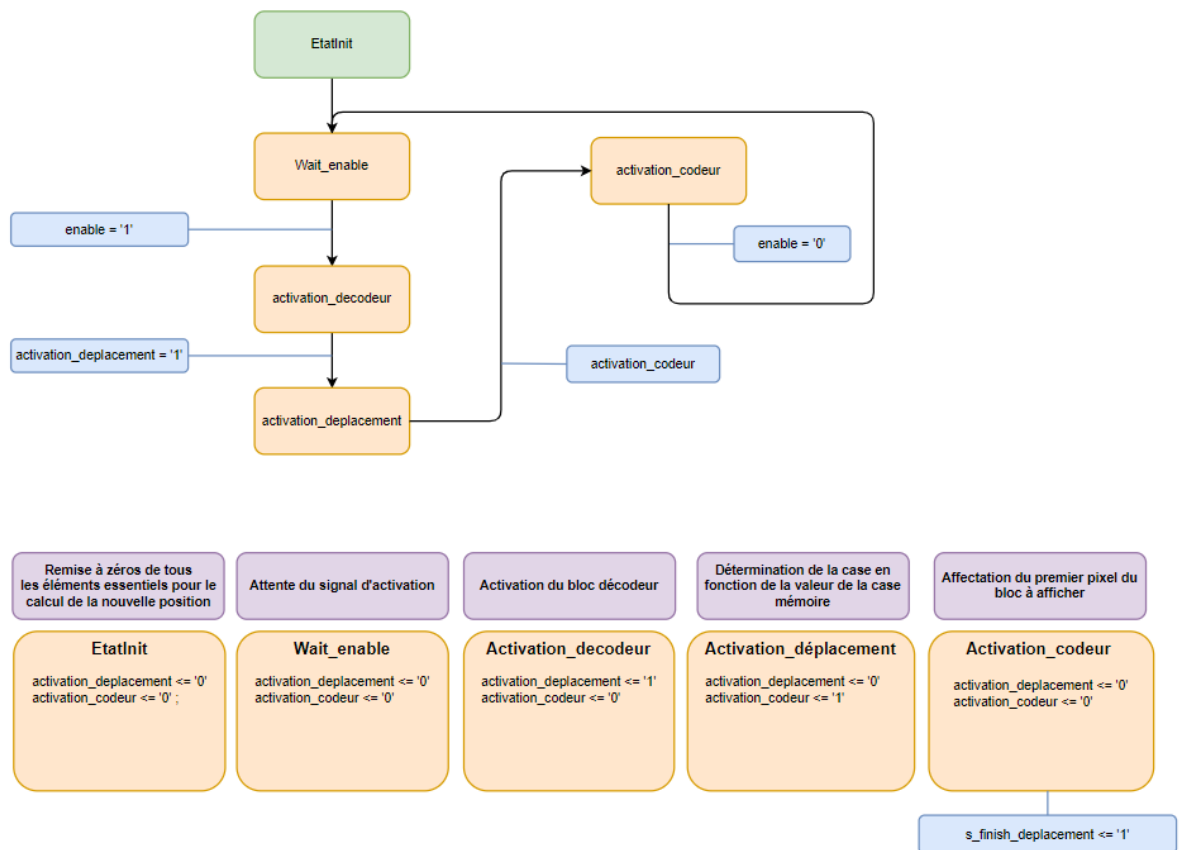 EtatInit
Wait_enable
activation_codeur
enable = '1'
enable = '0'
activation_decodeur
activation_deplacement = '1'
activation_codeur
activation_deplacement
Remise à zéros de tous
les éléments essentiels pour le
calcul de la nouvelle position
Attente du signal d'activation
Activation du bloc décodeur
Détermination de la case en
fonction de la valeur de la case
mémoire
Affectation du premier pixel du
bloc à afficher
EtatInit
activation_deplacement <= '0'
activation_codeur <= '0' ;
Wait_enable
activation_deplacement <= '0'
activation_codeur <= '0'
Activation_decodeur
activation_deplacement <= '1'
activation_codeur <= '0'
Activation_déplacement
activation_deplacement <= '0'
activation_codeur <= '1'
Activation_codeur
activation_deplacement <= '0'
activation_codeur <= '0'
s_finish_deplacement <= '1'